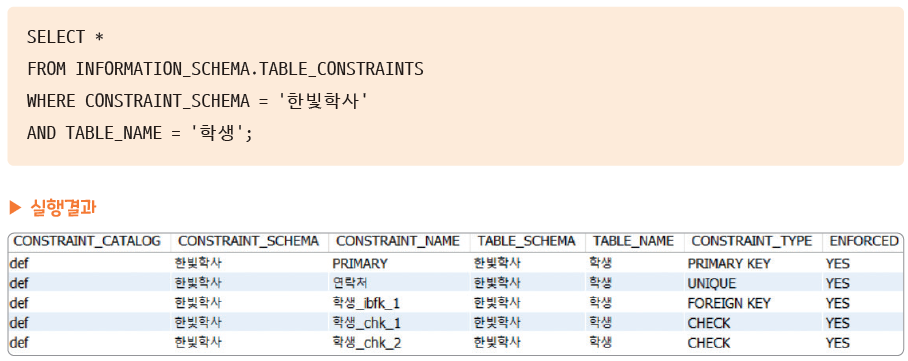 SELECT *
FROM INFORMATION_SCHEMA.TABLE_CONSTRAINTS
WHERE CONSTRAINT_SCHEMA = '한빛학사'
AND TABLE_NAME = '학생';
▶ 실행결과
CONSTRAINT_CATALOG CONSTRAINT_SCHEMA CONSTRAINT_NAME TABLE_SCHEMA TABLE_NAME CONSTRAINT_TYPE ENFORCED
def 한빛학사 PRIMARY 한빛학사 학생 PRIMARY KEY YES
def 한빛학사 연락처 한빛학사 학생 UNIQUE YES
def 한빛학사 학생_ibfk_1 한빛학사 학생 FOREIGN KEY YES
def 한빛학사 학생_chk_1 한빛학사 학생 CHECK YES
def 한빛학사 학생_chk_2 한빛학사 학생 CHECK YES